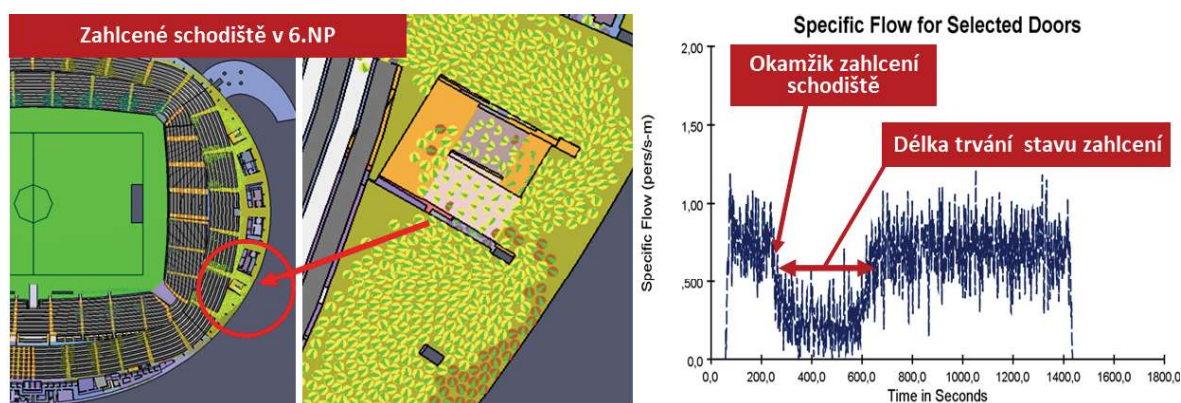 Zahlcené schodiště v 6.NP
Specific Flow for Selected Doors
Okamžik zahlcení
schodiště
Délka trvání stavu zahlcení
Specific Flow (pers/s-m)
2,00
1,50
1,00
,500
0,0
0,0 200,0 400,0 600,0 800,0 1000,0 1200,0 1400,0 1600,0 1800,0
Time in Seconds